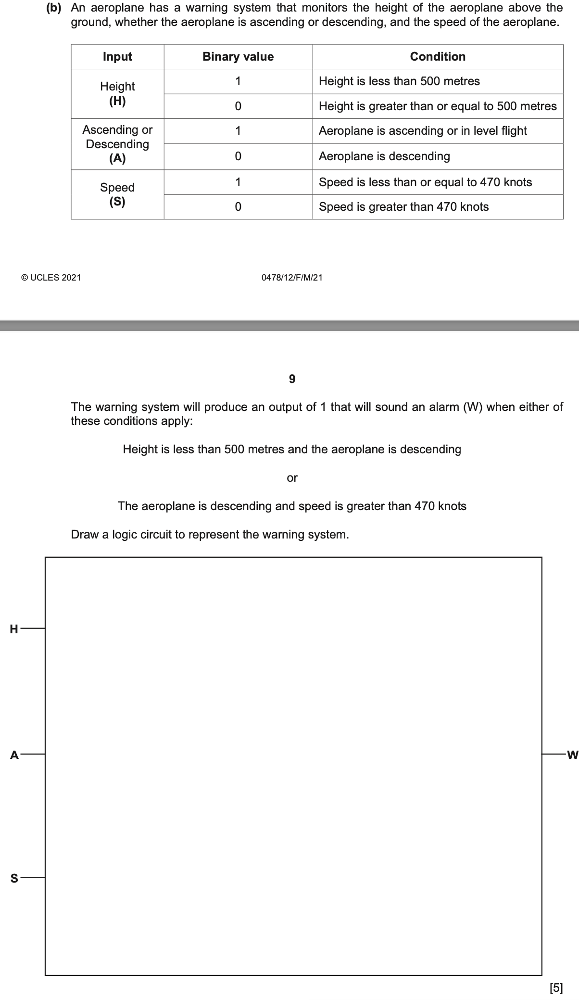 (b) An aeroplane has a warning system that monitors the height of the aeroplane above the
ground, whether the aeroplane is ascending or descending, and the speed of the aeroplane.
Input Binary value Condition
Height
(H)
1 Height is less than 500 metres
0 Height is greater than or equal to 500 metres
Ascending or
Descending
(A)
1 Aeroplane is ascending or in level flight
0 Aeroplane is descending
Speed
(S)
1 Speed is less than or equal to 470 knots
0 Speed is greater than 470 knots
© UCLES 2021 0478/12/F/M/21
9
The warning system will produce an output of 1 that will sound an alarm (W) when either of
these conditions apply:
Height is less than 500 metres and the aeroplane is descending
or
The aeroplane is descending and speed is greater than 470 knots
Draw a logic circuit to represent the warning system.
H
A W
S
[5]